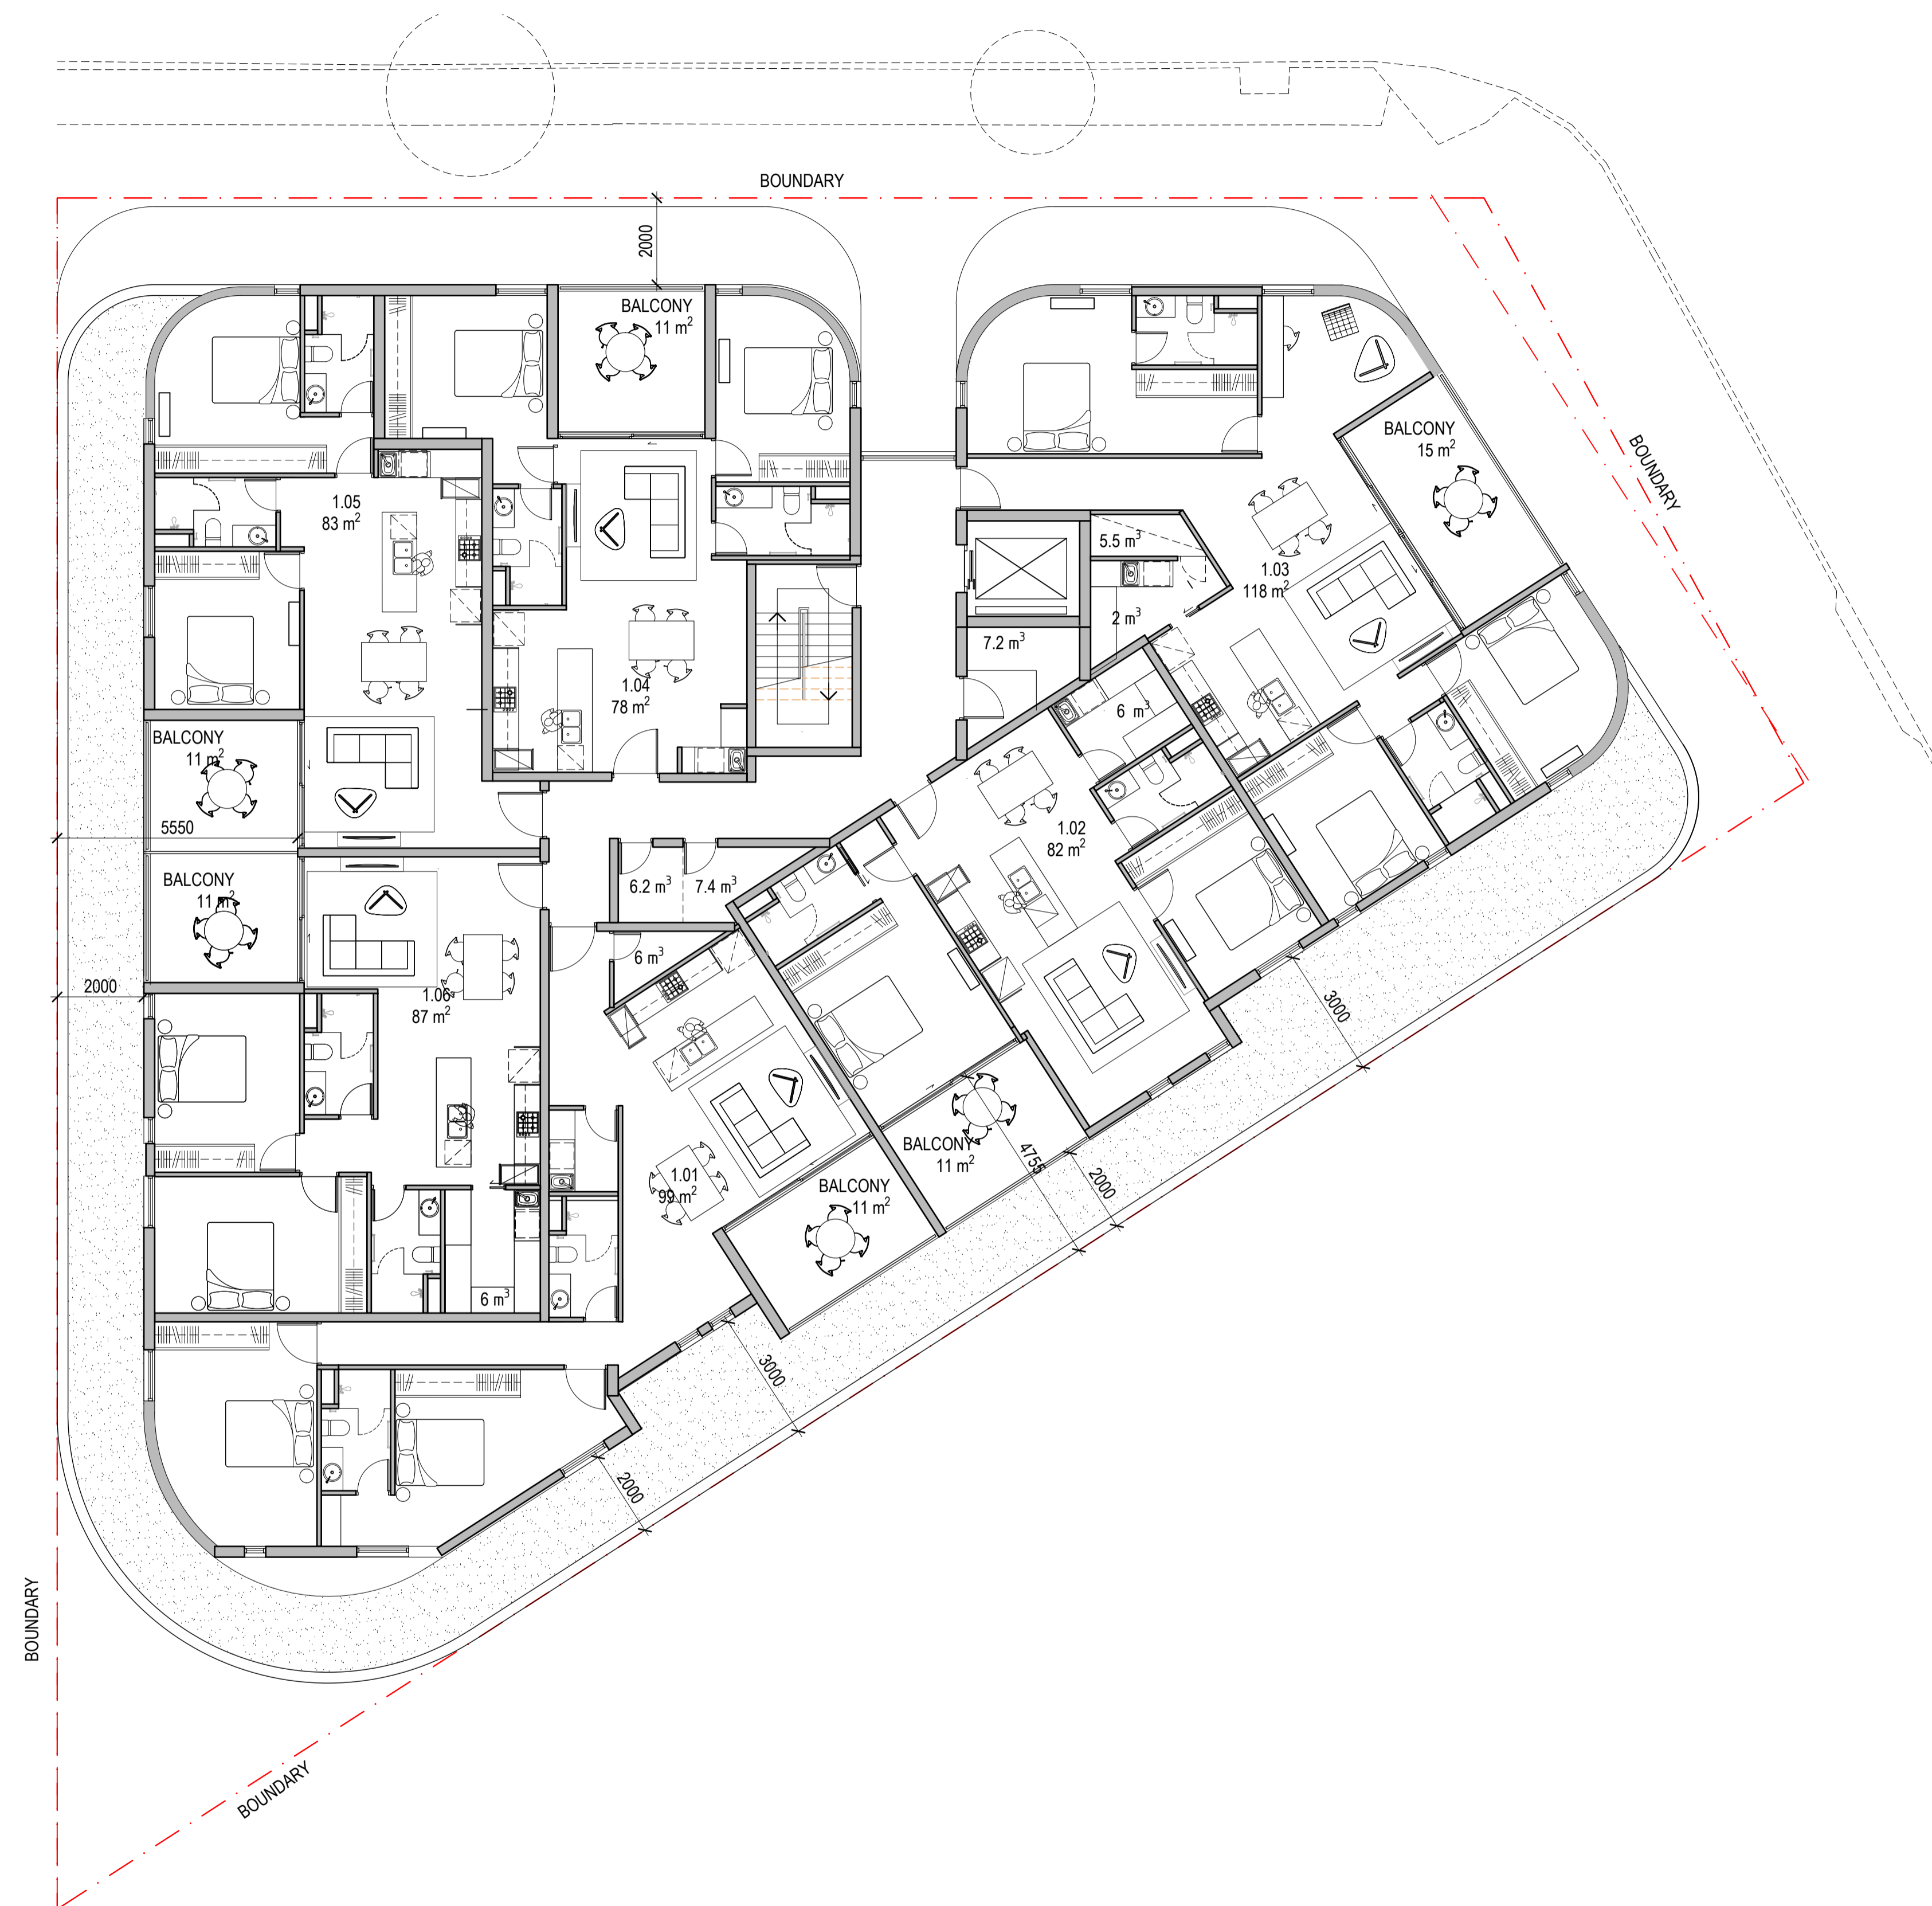 BOUNDARY
2000
BALCONY
11 m²
BALCONY
15 m²
BOUNDARY
1.05
83 m²
5.5 m³
1.03
118 m²
2 m³
7.2 m³
1.04
78 m²
6 m³
BALCONY
11 m²
5550
1.02
82 m²
BALCONY
11 m²
6.2 m³
7.4 m³
6 m³
2000
1.06
87 m²
3000
BALCONY
11 m²
4755
2000
1.01
99 m²
BALCONY
11 m²
6 m³
3000
2000
BOUNDARY
BOUNDARY